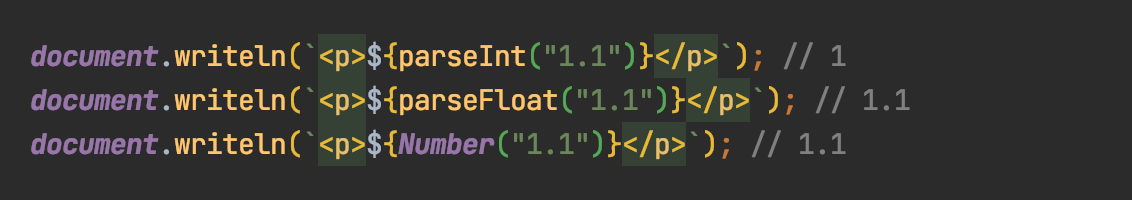 document.writeln(`<p>${parseInt("1.1")}</p>`); // 1
document.writeln(`<p>${parseFloat("1.1")}</p>`); // 1.1
document.writeln(`<p>${Number("1.1")}</p>`); // 1.1